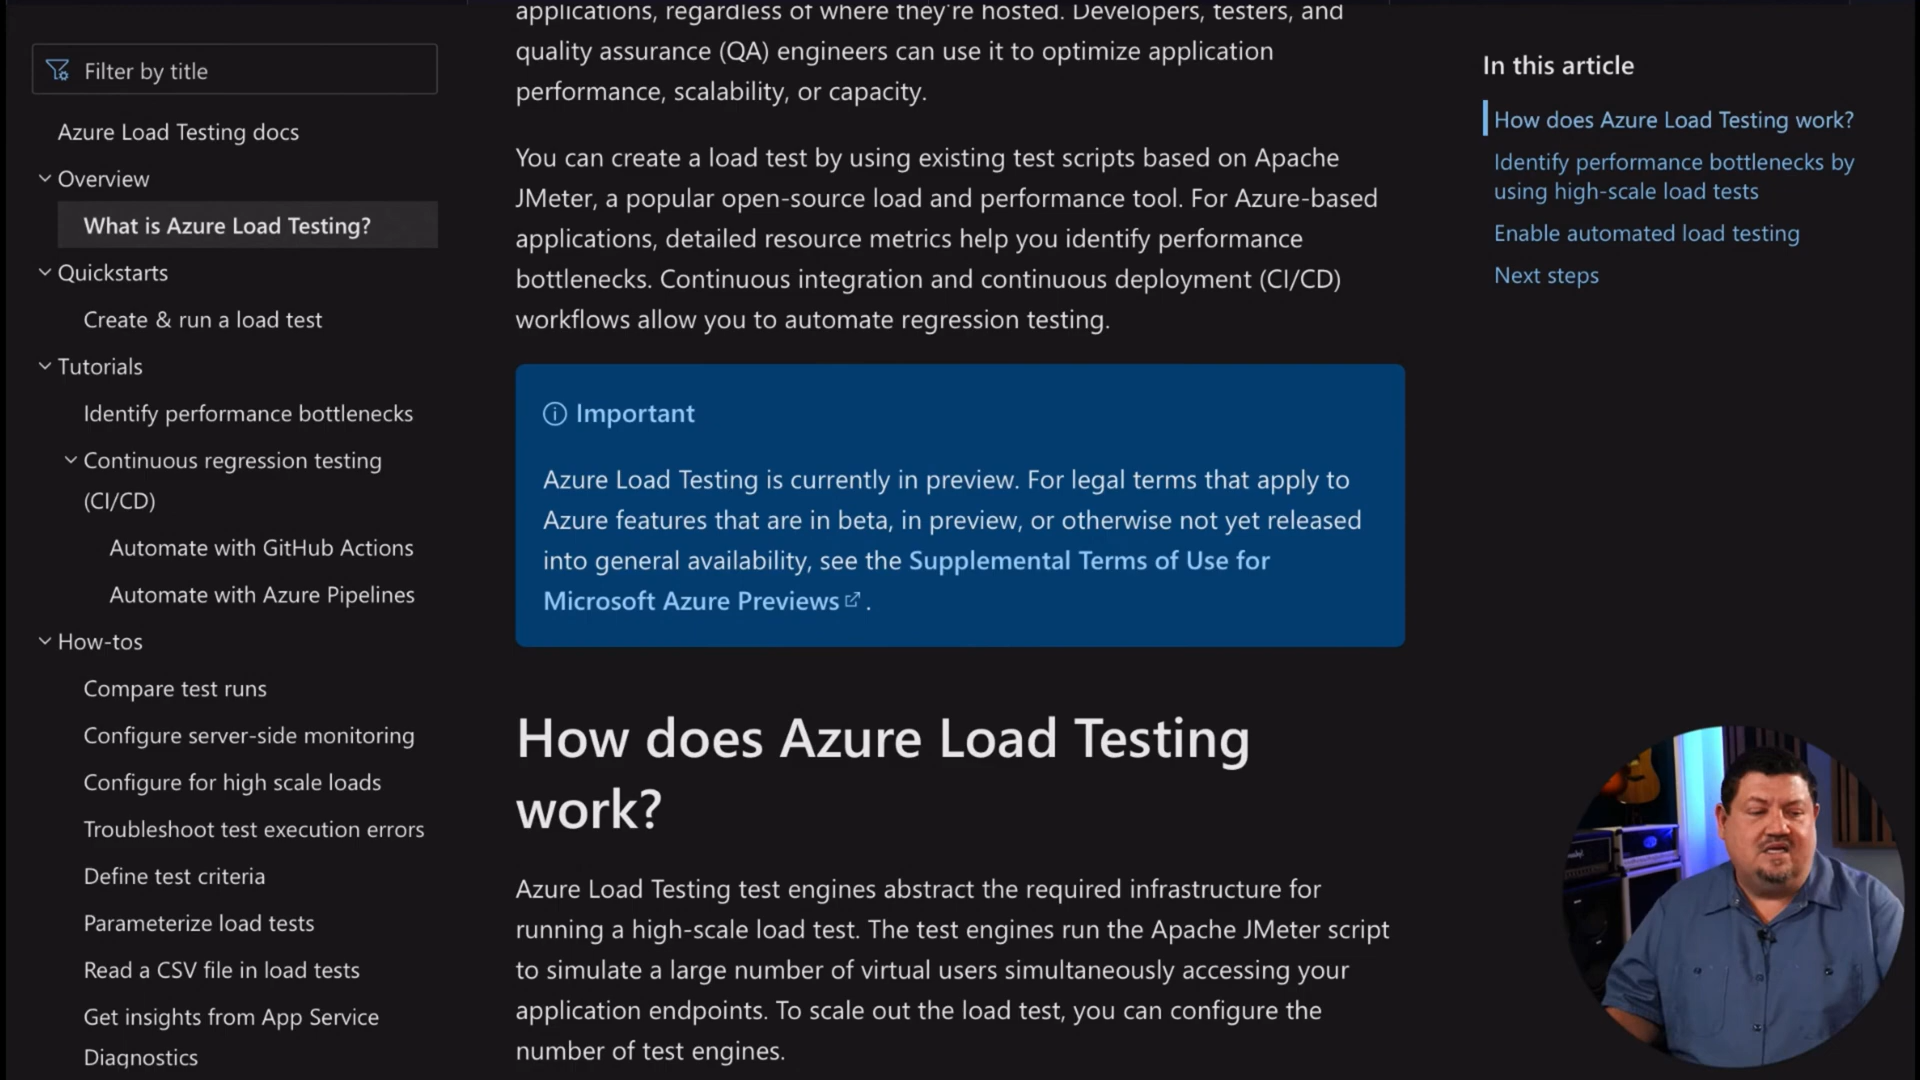 Filter by title
Azure Load Testing docs
Overview
What is Azure Load Testing?
Quickstarts
Create & run a load test
Tutorials
Identify performance bottlenecks
Continuous regression testing
(CI/CD)
Automate with GitHub Actions
Automate with Azure Pipelines
How-tos
Compare test runs
Configure server-side monitoring
Configure for high scale loads
Troubleshoot test execution errors
Define test criteria
Parameterize load tests
Read a CSV file in load tests
Get insights from App Service
Diagnostics
applications, regardless of where they're hosted. Developers, testers, and
quality assurance (QA) engineers can use it to optimize application
performance, scalability, or capacity.
You can create a load test by using existing test scripts based on Apache
JMeter, a popular open-source load and performance tool. For Azure-based
applications, detailed resource metrics help you identify performance
bottlenecks. Continuous integration and continuous deployment (CI/CD)
workflows allow you to automate regression testing.
Important
Azure Load Testing is currently in preview. For legal terms that apply to
Azure features that are in beta, in preview, or otherwise not yet released
into general availability, see the Supplemental Terms of Use for
Microsoft Azure Previews .
How does Azure Load Testing
work?
Azure Load Testing test engines abstract the required infrastructure for
running a high-scale load test. The test engines run the Apache JMeter script
to simulate a large number of virtual users simultaneously accessing your
application endpoints. To scale out the load test, you can configure the
number of test engines.
In this article
How does Azure Load Testing work?
Identify performance bottlenecks by
using high-scale load tests
Enable automated load testing
Next steps